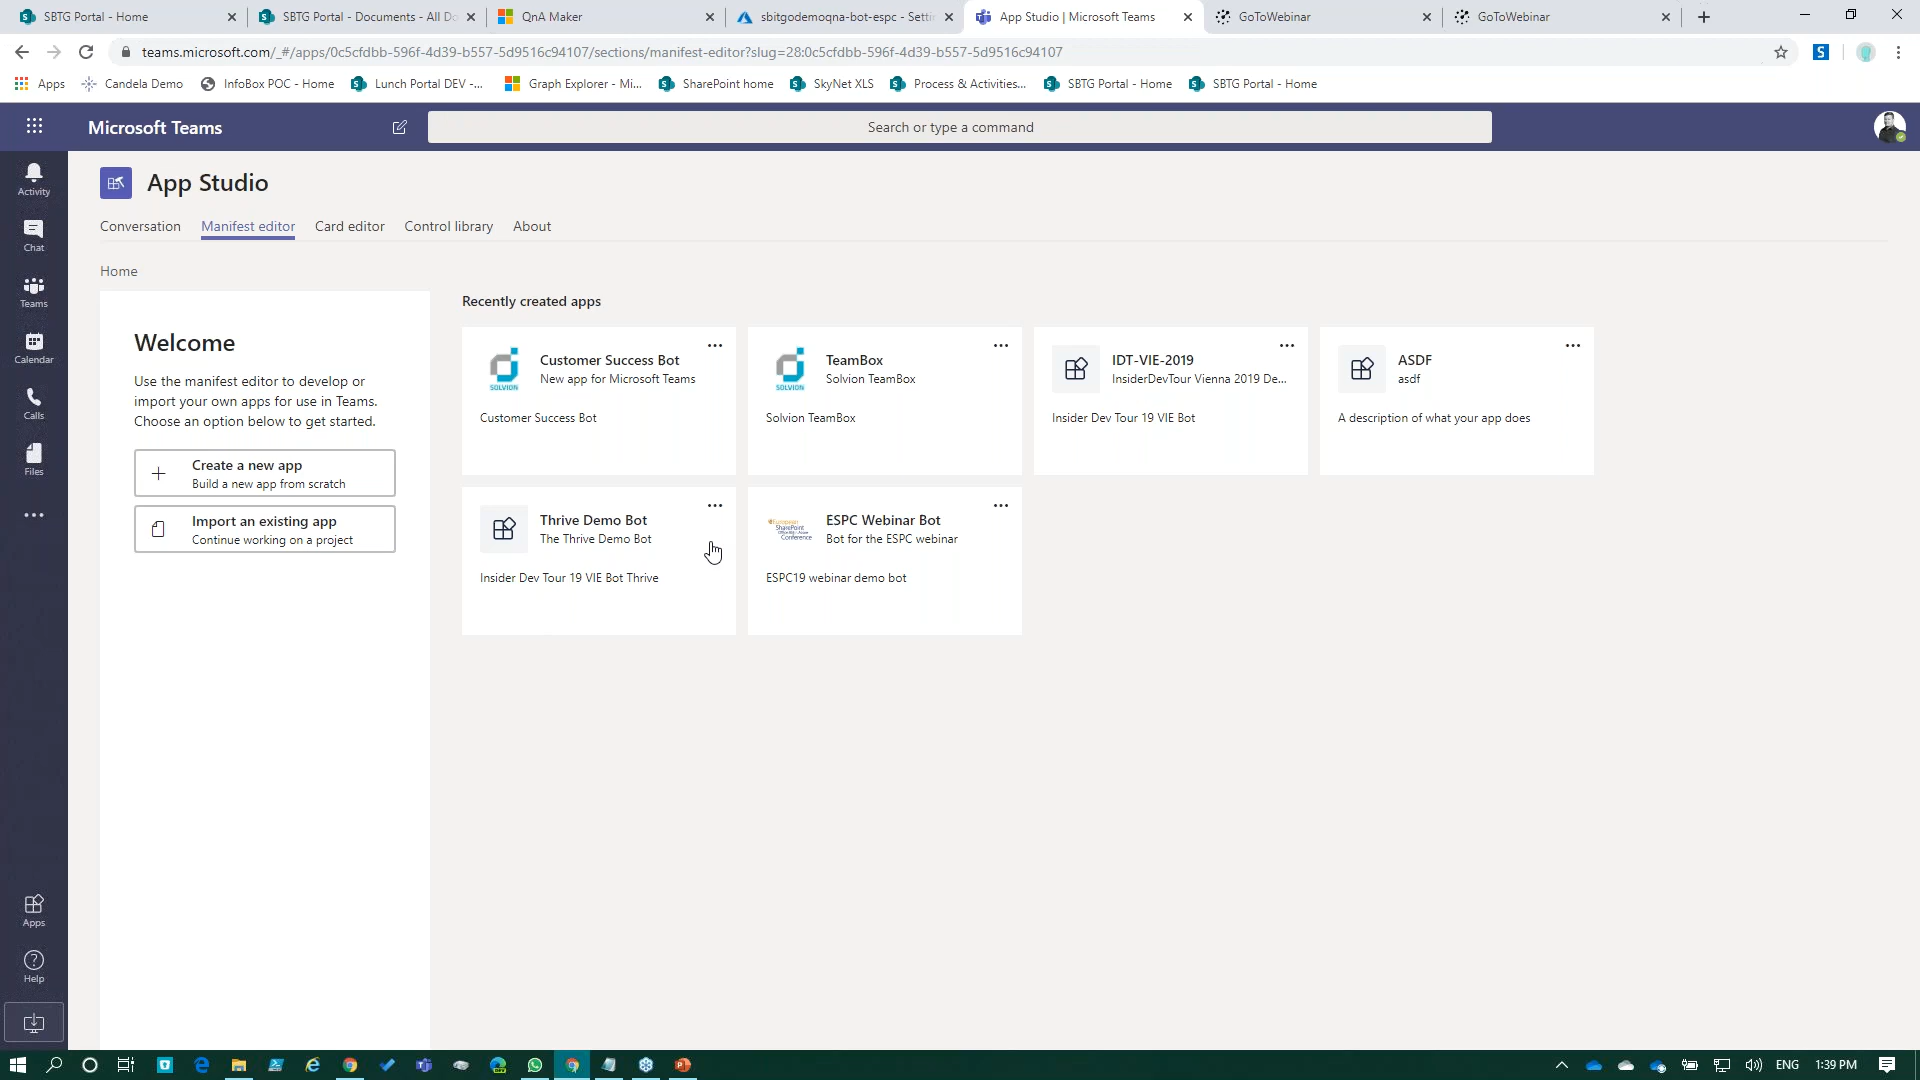 SBTG Portal - Home
SBTG Portal - Documents - All Do
QnA Maker
sbitgodemoqna-bot-espc - Setti
App Studio | Microsoft Teams
GoToWebinar
GoToWebinar
teams.microsoft.com/_#/apps/0c5cfdbb-596f-4d39-b557-5d9516c94107/sections/manifest-editor?slug=28:0c5cfdbb-596f-4d39-b557-5d9516c94107
S
Apps
Candela Demo
InfoBox POC - Home
Lunch Portal DEV -...
Graph Explorer - Mi...
SharePoint home
SkyNet XLS
Process & Activities...
SBTG Portal - Home
SBTG Portal - Home
Microsoft Teams
Search or type a command
Activity
Chat
Teams
Calendar
Calls
Files
Apps
Help
App Studio
Conversation
Manifest editor
Card editor
Control library
About
Home
Welcome
Use the manifest editor to develop or
import your own apps for use in Teams.
Choose an option below to get started.
Create a new app
Build a new app from scratch
Import an existing app
Continue working on a project
Recently created apps
SOLVION
Customer Success Bot
New app for Microsoft Teams
Customer Success Bot
SOLVION
TeamBox
Solvion TeamBox
Solvion TeamBox
IDT-VIE-2019
InsiderDevTour Vienna 2019 De...
Insider Dev Tour 19 VIE Bot
ASDF
asdf
A description of what your app does
Thrive Demo Bot
The Thrive Demo Bot
Insider Dev Tour 19 VIE Bot Thrive
European
SharePoint
Conference
ESPC Webinar Bot
Bot for the ESPC webinar
ESPC19 webinar demo bot
ENG
1:39 PM